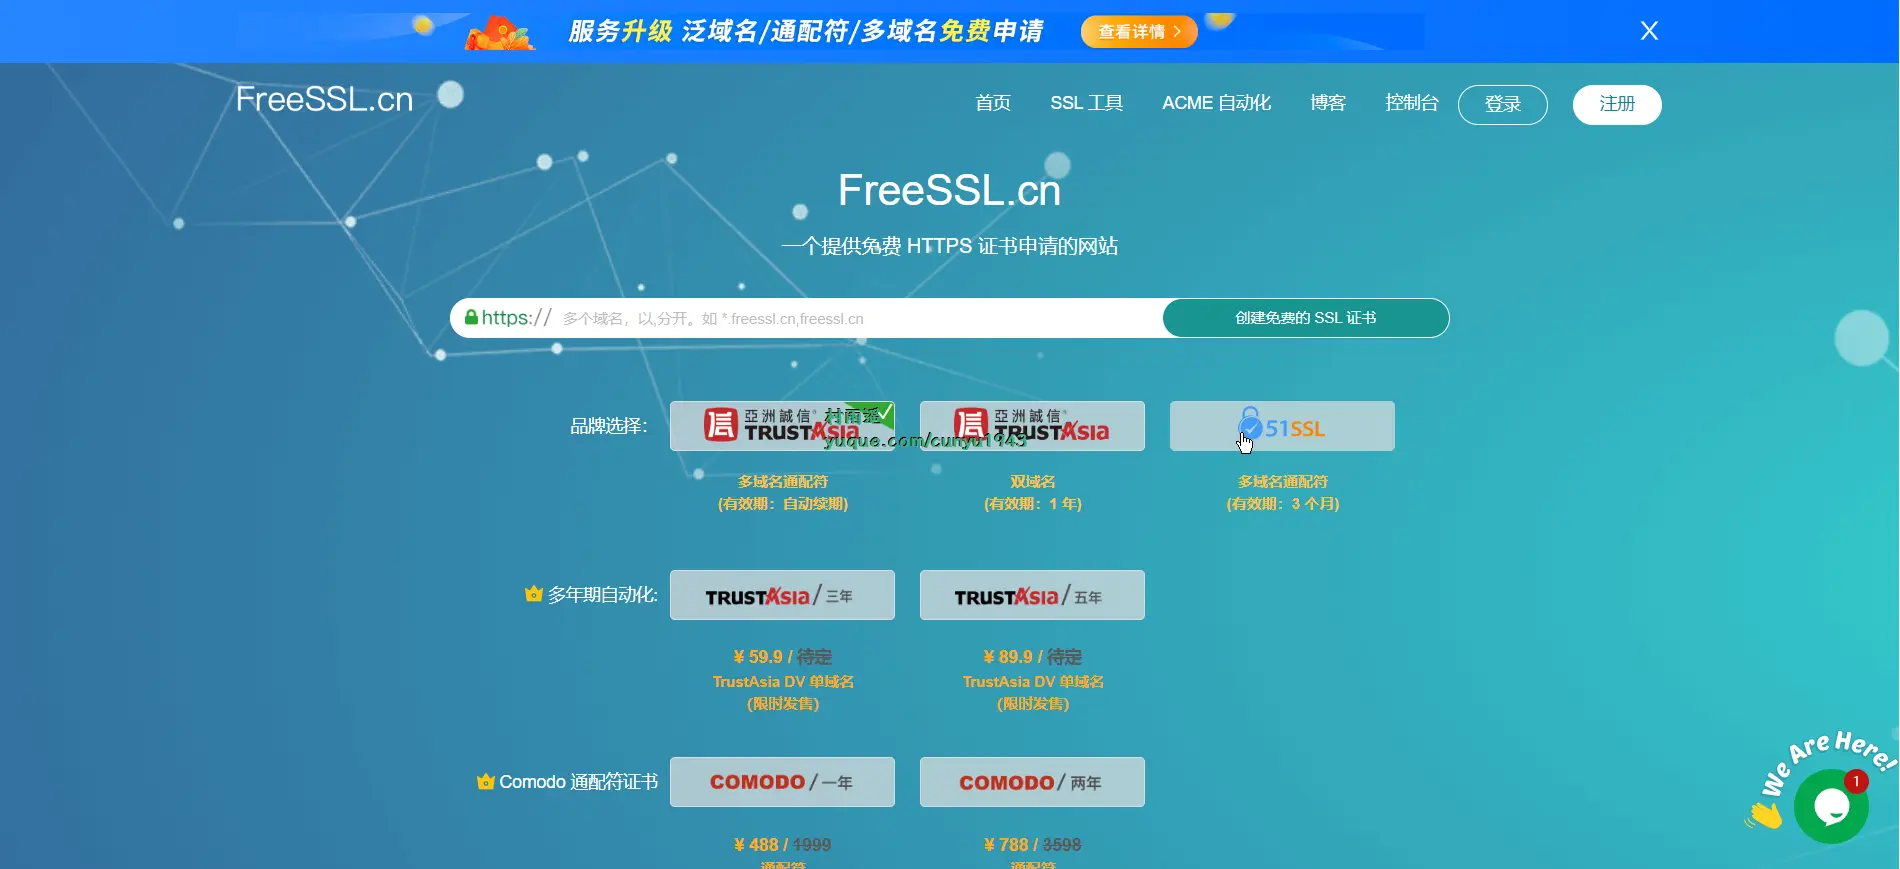 服务升级 泛域名/通配符/多域名免费申请
查看详情 >
X
FreeSSL.cn
首页 SSL 工具 ACME 自动化 博客 控制台 登录 注册
FreeSSL.cn
一个提供免费 HTTPS 证书申请的网站
https:// 多个域名，以,分开。如 *.freessl.cn,freessl.cn
创建免费的 SSL 证书
品牌选择:
亞洲誠信® TRUSTAsia
村雨遥
yuque.com/cunyu1943
亞洲誠信® TRUSTAsia
51SSL
多域名通配符
(有效期：自动续期)
双域名
(有效期：1 年)
多域名通配符
(有效期：3 个月)
多年期自动化:
TRUSTAsia / 三年
TRUSTAsia / 五年
¥ 59.9 / 待定
TrustAsia DV 单域名
(限时发售)
¥ 89.9 / 待定
TrustAsia DV 单域名
(限时发售)
Comodo 通配符证书
COMODO / 一年
COMODO / 两年
¥ 488 / 1999
通配符
¥ 788 / 3598
通配符
We Are Here!
1